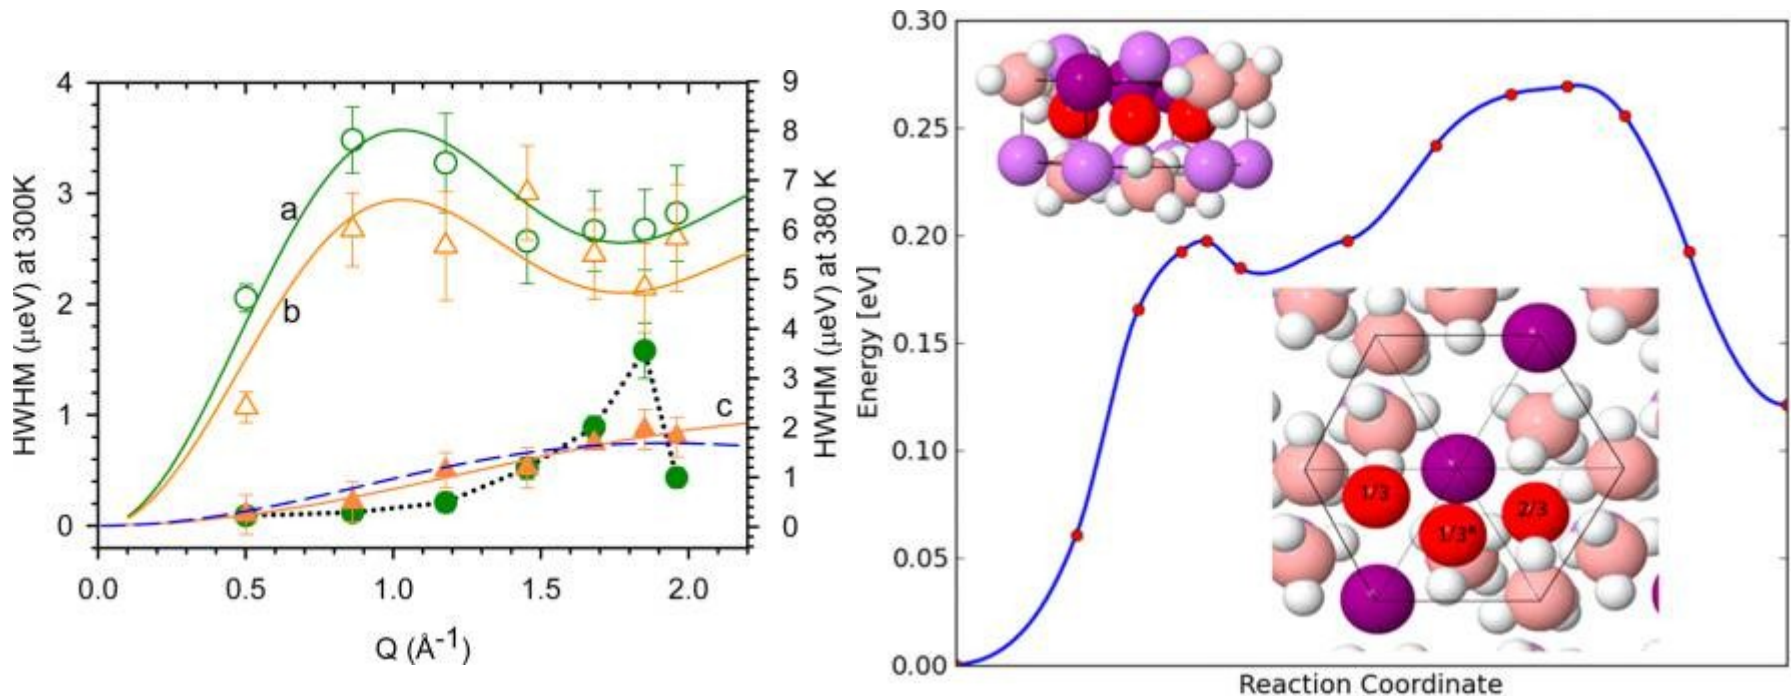 HWHM (μeV) at 300K
4
3
2
1
0
0.0 0.5 1.0 1.5 2.0
Q (Å-1)
a
b
c
9
8
7
6
5
4
3
2
1
0
HWHM (μeV) at 380 K
Energy [eV]
0.30
0.25
0.20
0.15
0.10
0.05
0.00
1/3
1/3*
2/3
Reaction Coordinate